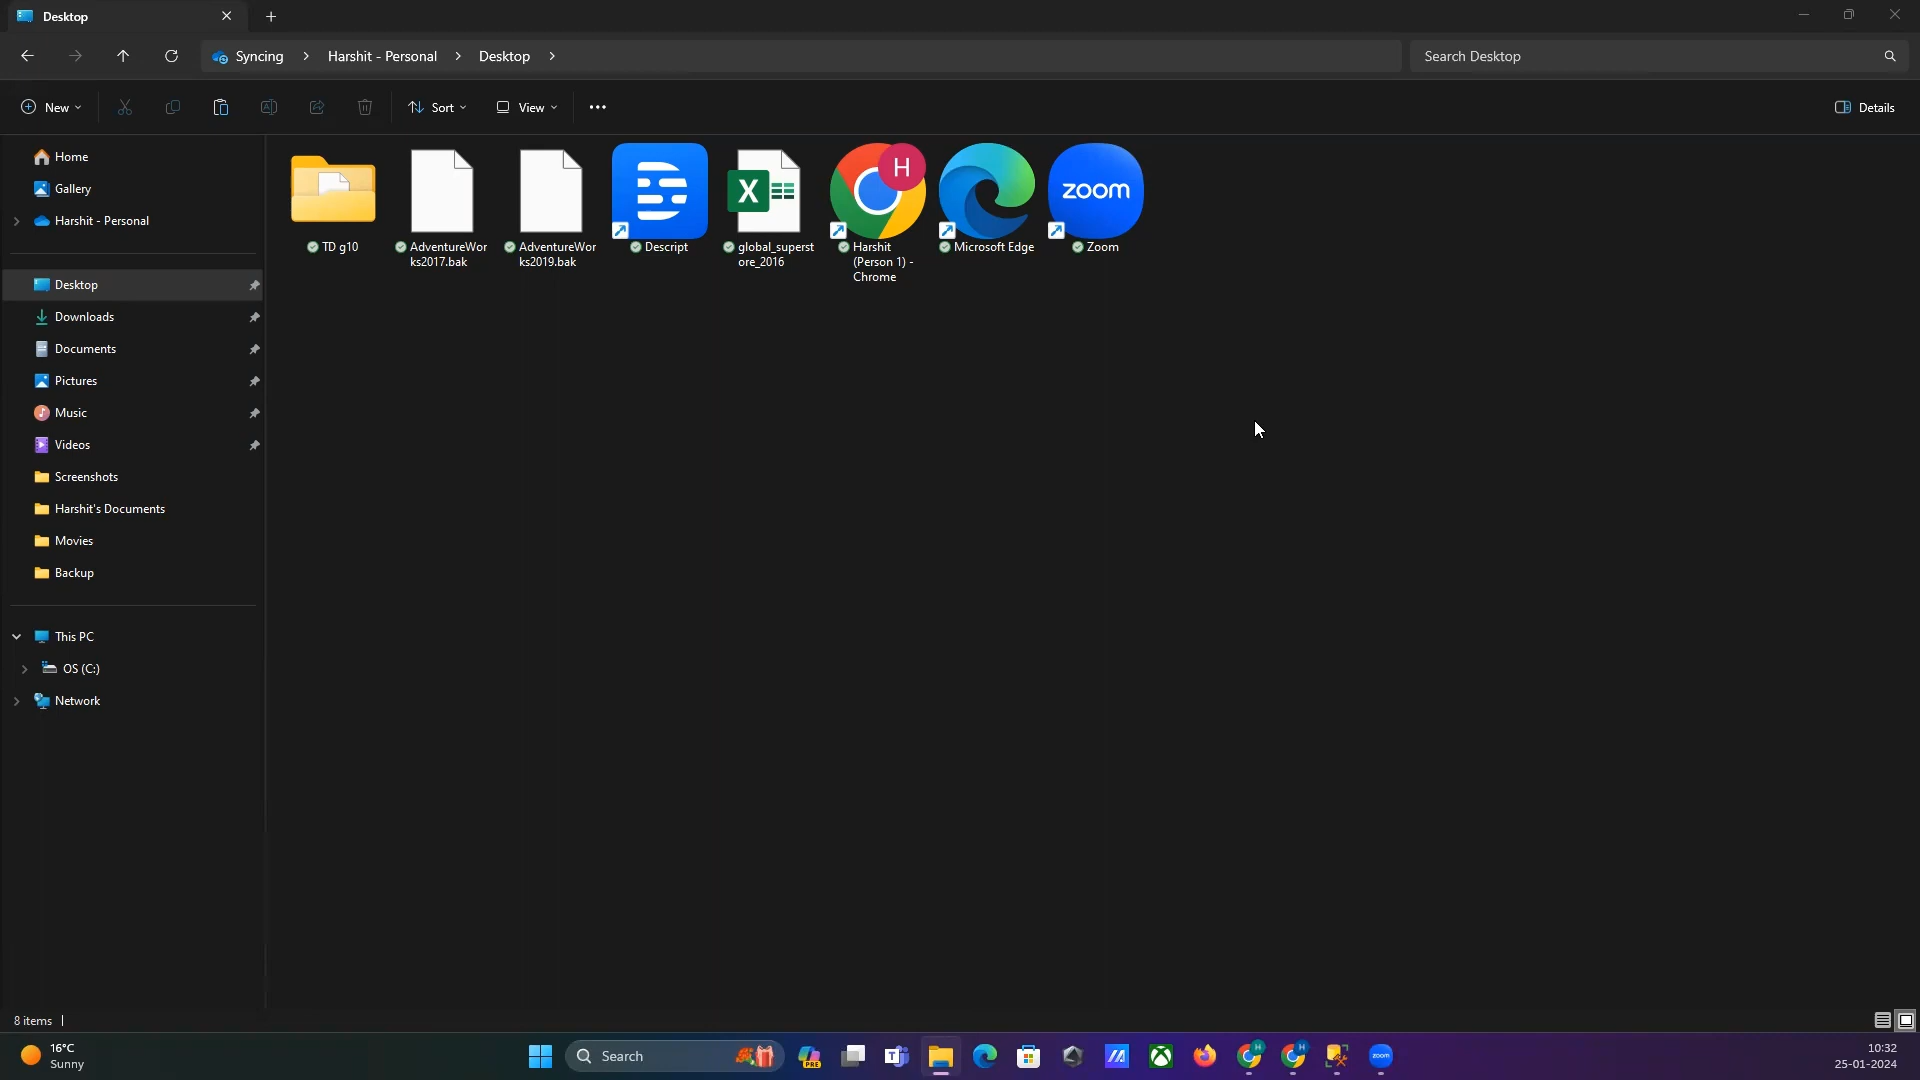 Desktop
Syncing > Harshit - Personal > Desktop >
Search Desktop
New
Sort
View
Details
Home
Gallery
Harshit - Personal
Desktop
Downloads
Documents
Pictures
Music
Videos
Screenshots
Harshit's Documents
Movies
Backup
This PC
OS (C:)
Network
TD g10
AdventureWor
ks2017.bak
AdventureWor
ks2019.bak
Descript
global_superst
ore_2016
H
Harshit
(Person 1) -
Chrome
Microsoft Edge
zoom
Zoom
8 items
16°C
Sunny
Search
PRE
zoom
10:32
25-01-2024